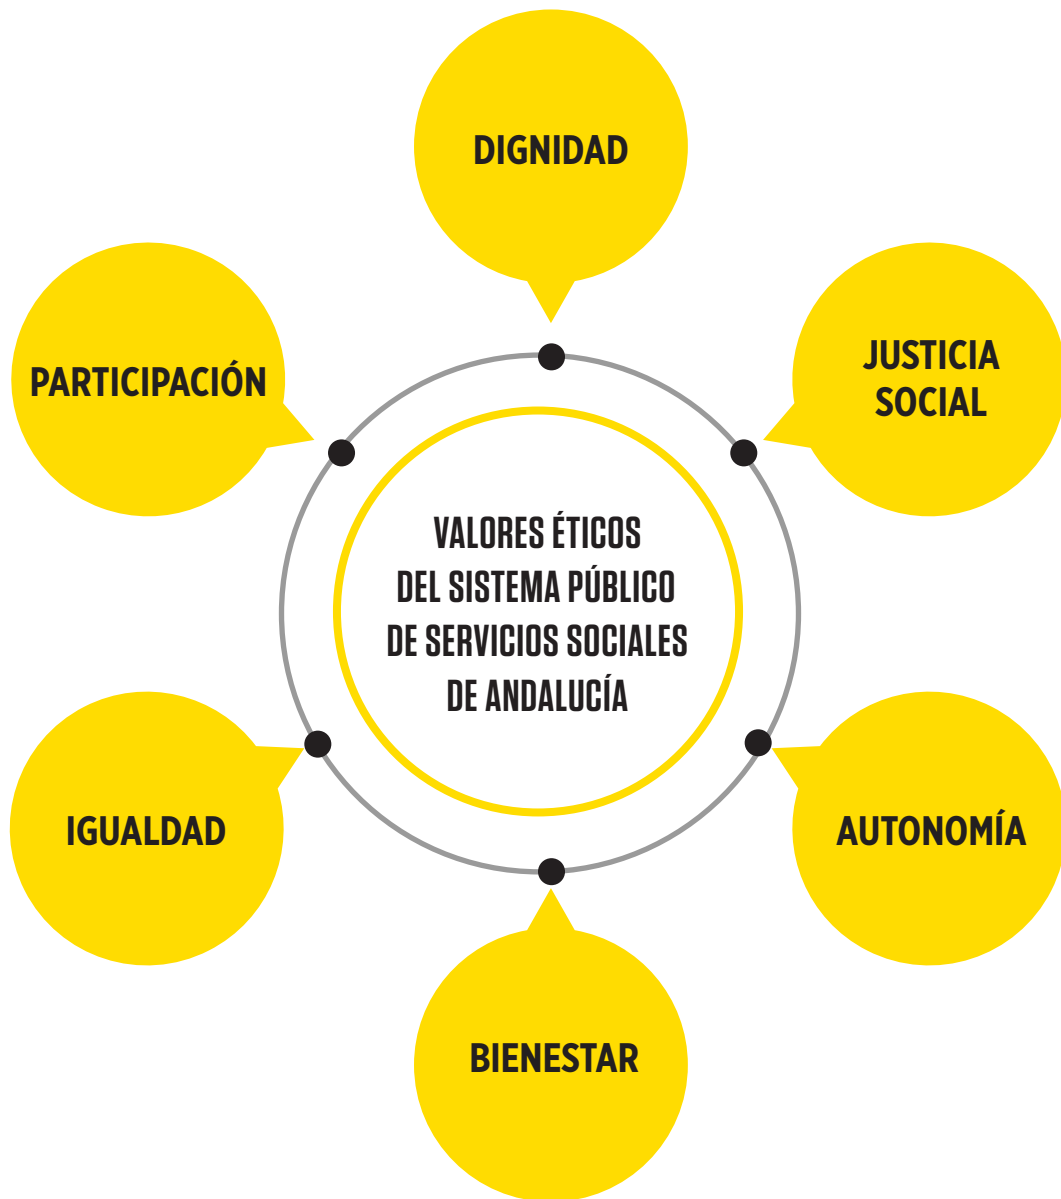 DIGNIDAD
JUSTICIA
SOCIAL
PARTICIPACIÓN
VALORES ÉTICOS
DEL SISTEMA PÚBLICO
DE SERVICIOS SOCIALES
DE ANDALUCÍA
IGUALDAD
AUTONOMÍA
BIENESTAR